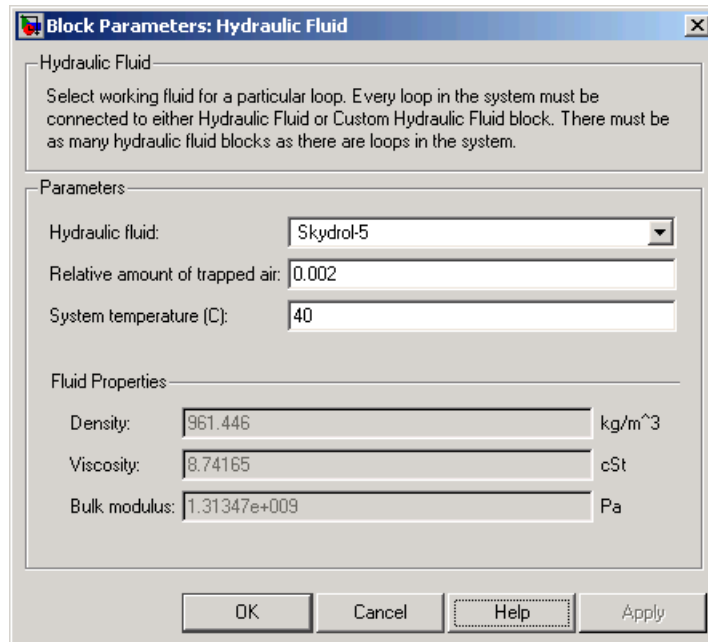 Block Parameters: Hydraulic Fluid
Hydraulic Fluid
Select working fluid for a particular loop. Every loop in the system must be
connected to either Hydraulic Fluid or Custom Hydraulic Fluid block. There must be
as many hydraulic fluid blocks as there are loops in the system.
Parameters
Hydraulic fluid: Skydrol-5
Relative amount of trapped air: 0.002
System temperature (C): 40
Fluid Properties
Density: 961.446 kg/m^3
Viscosity: 8.74165 cSt
Bulk modulus: 1.31347e+009 Pa
OK Cancel Help Apply